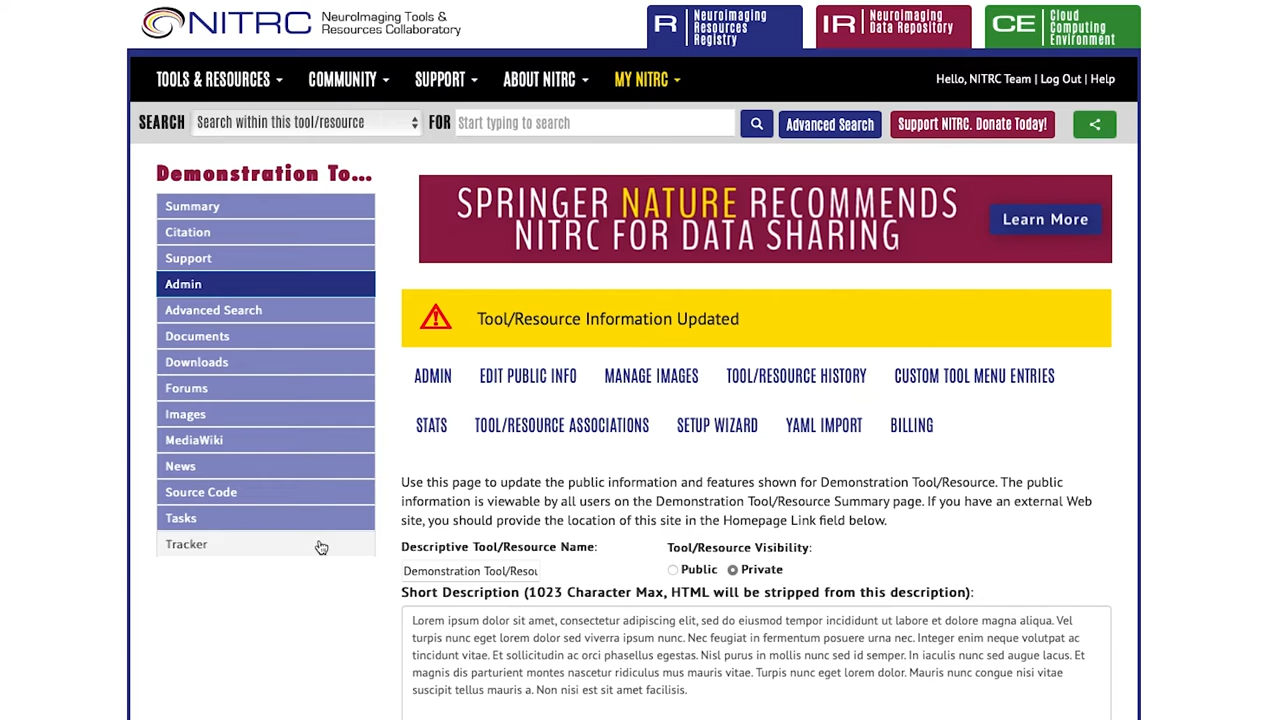 NITRC NeuroImaging Tools &
Resources Collaboratory
R NeuroImaging
Resources
Registry
IR NeuroImaging
Data Repository
CE Cloud
Computing
Environment
TOOLS & RESOURCES COMMUNITY SUPPORT ABOUT NITRC MY NITRC Hello, NITRC Team | Log Out | Help
SEARCH Search within this tool/resource FOR Start typing to search Advanced Search Support NITRC. Donate Today!
Demonstration To...
Summary
Citation
Support
Admin
Advanced Search
Documents
Downloads
Forums
Images
MediaWiki
News
Source Code
Tasks
Tracker
SPRINGER NATURE RECOMMENDS
NITRC FOR DATA SHARING
Learn More
Tool/Resource Information Updated
ADMIN EDIT PUBLIC INFO MANAGE IMAGES TOOL/RESOURCE HISTORY CUSTOM TOOL MENU ENTRIES
STATS TOOL/RESOURCE ASSOCIATIONS SETUP WIZARD YAML IMPORT BILLING
Use this page to update the public information and features shown for Demonstration Tool/Resource. The public
information is viewable by all users on the Demonstration Tool/Resource Summary page. If you have an external Web
site, you should provide the location of this site in the Homepage Link field below.
Descriptive Tool/Resource Name: Tool/Resource Visibility:
Demonstration Tool/Resou Public Private
Short Description (1023 Character Max, HTML will be stripped from this description):
Lorem ipsum dolor sit amet, consectetur adipiscing elit, sed do eiusmod tempor incididunt ut labore et dolore magna aliqua. Vel
turpis nunc eget lorem dolor sed viverra ipsum nunc. Nec feugiat in fermentum posuere urna nec. Integer enim neque volutpat ac
tincidunt vitae. Et sollicitudin ac orci phasellus egestas. Nisl purus in mollis nunc sed id semper. In iaculis nunc sed augue lacus. Et
magnis dis parturient montes nascetur ridiculus mus mauris vitae. Turpis nunc eget lorem dolor. Mauris nunc congue nisi vitae
suscipit tellus mauris a. Non nisi est sit amet facilisis.